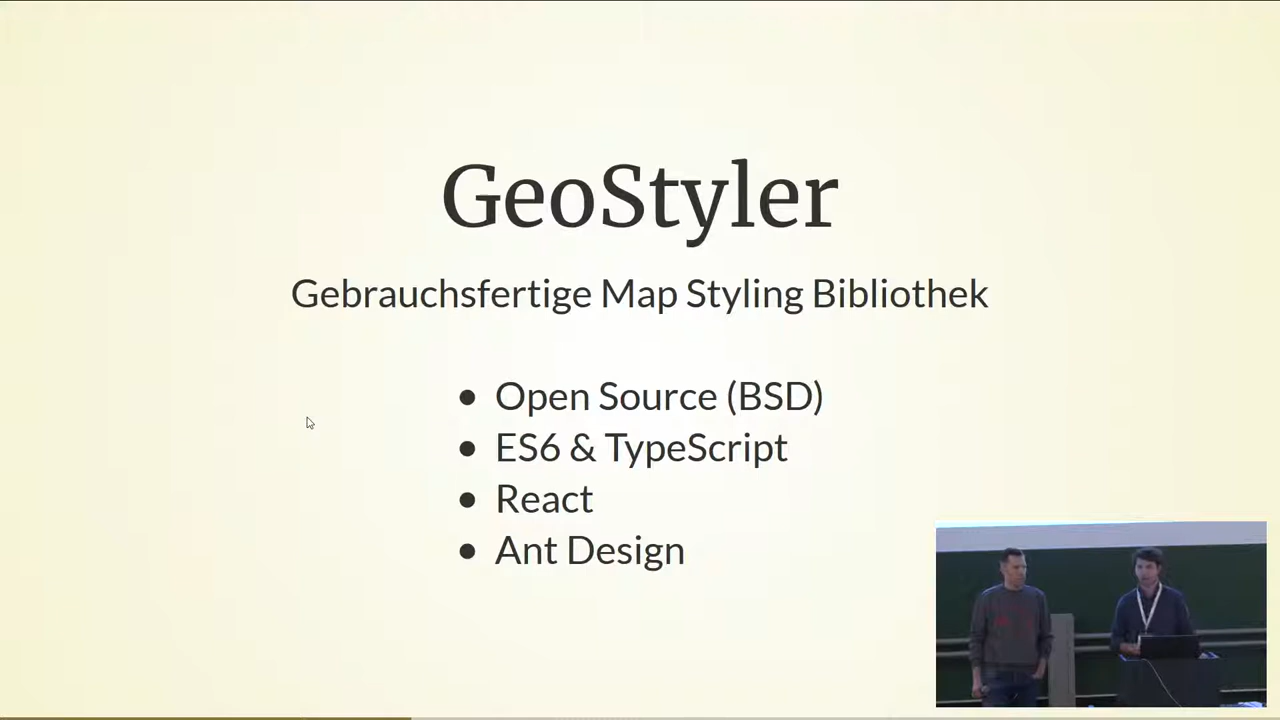 GeoStyler
Gebrauchsfertige Map Styling Bibliothek
Open Source (BSD)
ES6 & TypeScript
React
Ant Design